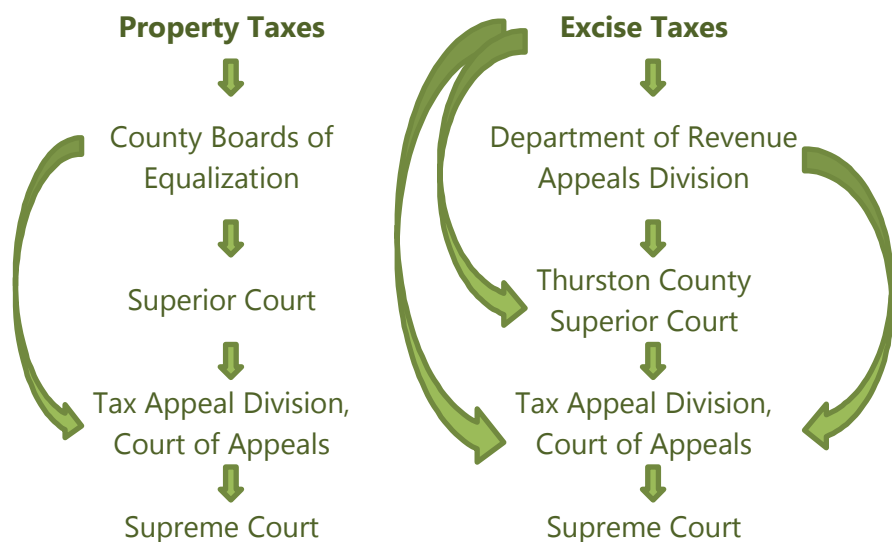 Property Taxes
County Boards of
Equalization
Superior Court
Tax Appeal Division,
Court of Appeals
Supreme Court
Excise Taxes
Department of Revenue
Appeals Division
Thurston County
Superior Court
Tax Appeal Division,
Court of Appeals
Supreme Court